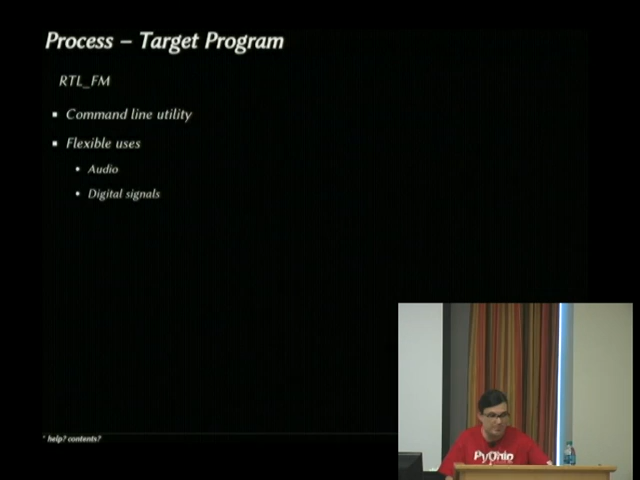 Process – Target Program
RTL_FM
▪ Command line utility
▪ Flexible uses
• Audio
• Digital signals
* help? contents?
PyOhio